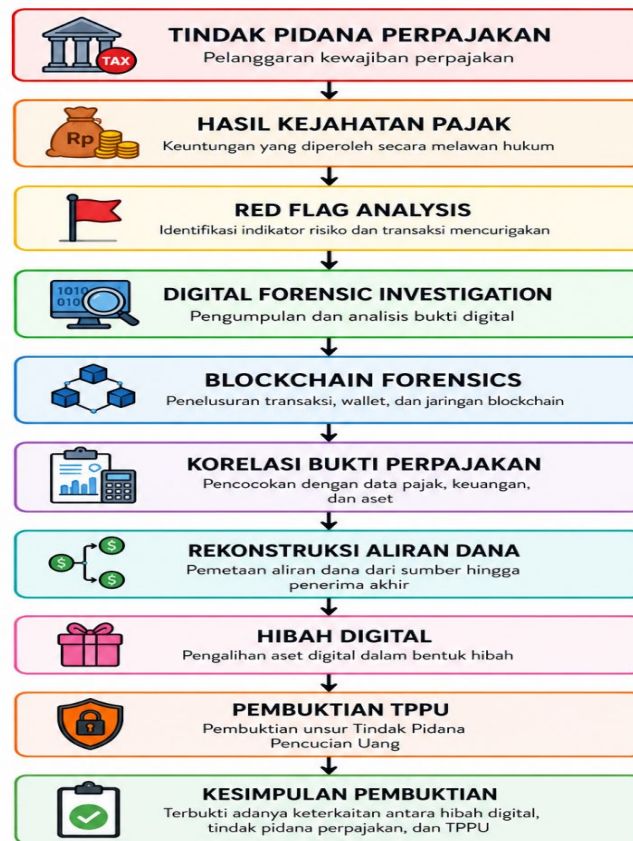 TINDAK PIDANA PERPAJAKAN
Pelanggaran kewajiban perpajakan
TAX
HASIL KEJAHATAN PAJAK
Keuntungan yang diperoleh secara melawan hukum
Rp
RED FLAG ANALYSIS
Identifikasi indikator risiko dan transaksi mencurigakan
DIGITAL FORENSIC INVESTIGATION
Pengumpulan dan analisis bukti digital
1010
010
BLOCKCHAIN FORENSICS
Penelusuran transaksi, wallet, dan jaringan blockchain
KORELASI BUKTI PERPAJAKAN
Pencocokan dengan data pajak, keuangan,
dan aset
REKONSTRUKSI ALIRAN DANA
Pemetaan aliran dana dari sumber hingga
penerima akhir
$
$
$
HIBAH DIGITAL
Pengalihan aset digital dalam bentuk hibah
PEMBUKTIAN TPPU
Pembuktian unsur Tindak Pidana
Pencucian Uang
KESIMPULAN PEMBUKTIAN
Terbukti adanya keterkaitan antara hibah digital,
tindak pidana perpajakan, dan TPPU